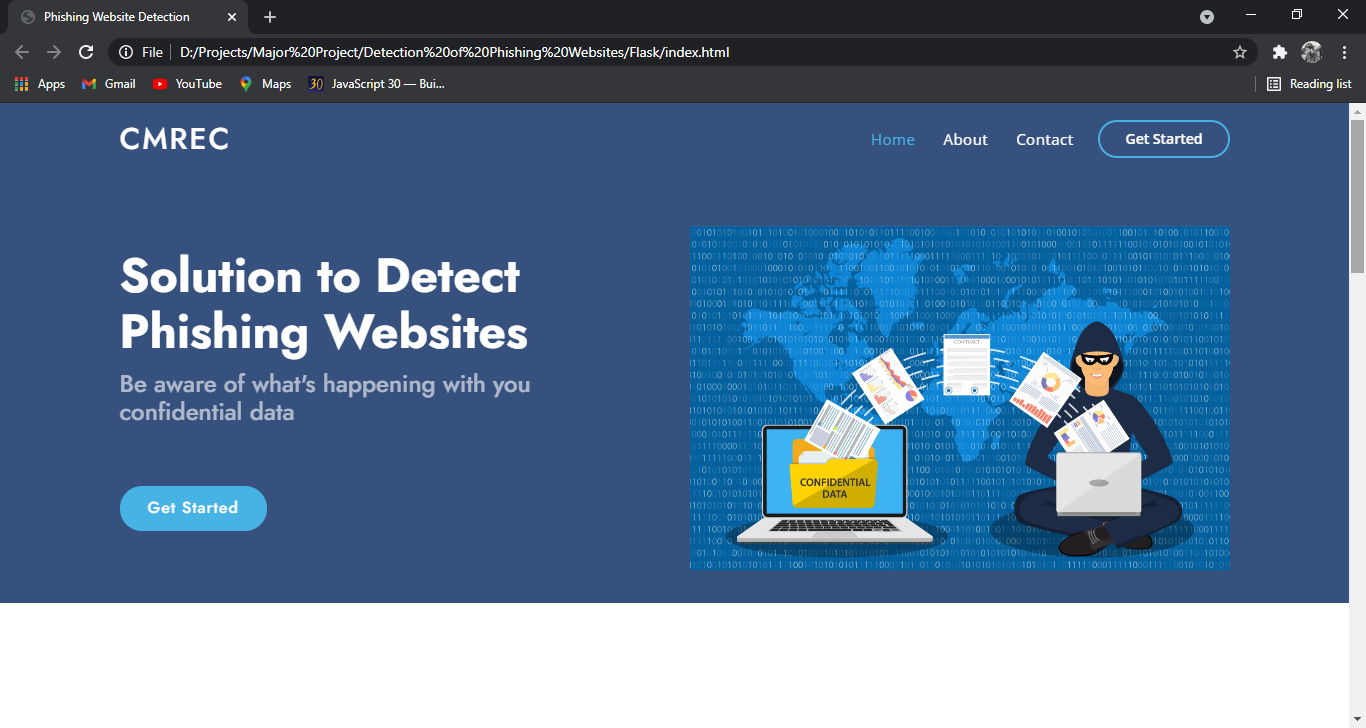 Phishing Website Detection
File D:/Projects/Major%20Project/Detection%20of%20Phishing%20Websites/Flask/index.html
Apps Gmail YouTube Maps 30 JavaScript 30 — Bui... Reading list
CMREC Home About Contact Get Started
Solution to Detect
Phishing Websites
Be aware of what's happening with you
confidential data
Get Started
CONTRACT
CONFIDENTIAL
DATA